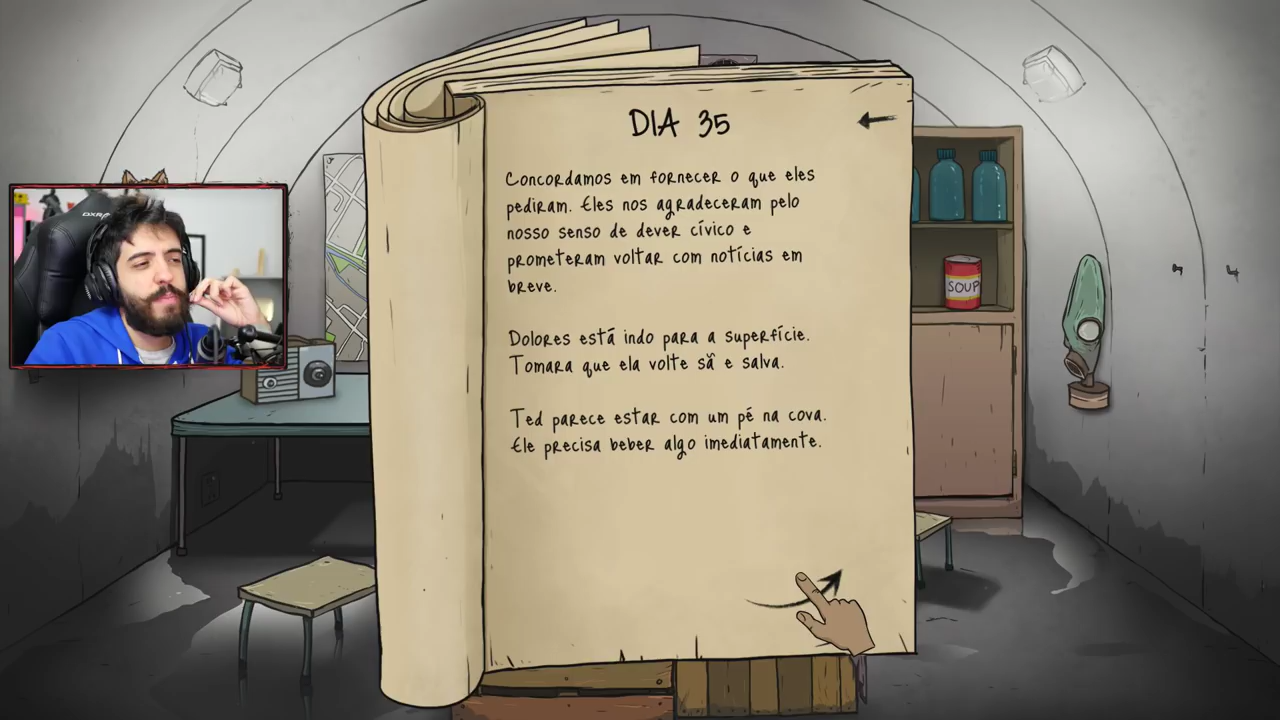 DIA 35
Concordamos em fornecer o que eles
pediram. Eles nos agradeceram pelo
nosso senso de dever cívico e
prometeram voltar com notícias em
breve.
Dolores está indo para a superfície.
Tomara que ela volte sã e salva.
Ted parece estar com um pé na cova.
Ele precisa beber algo imediatamente.
SOUP